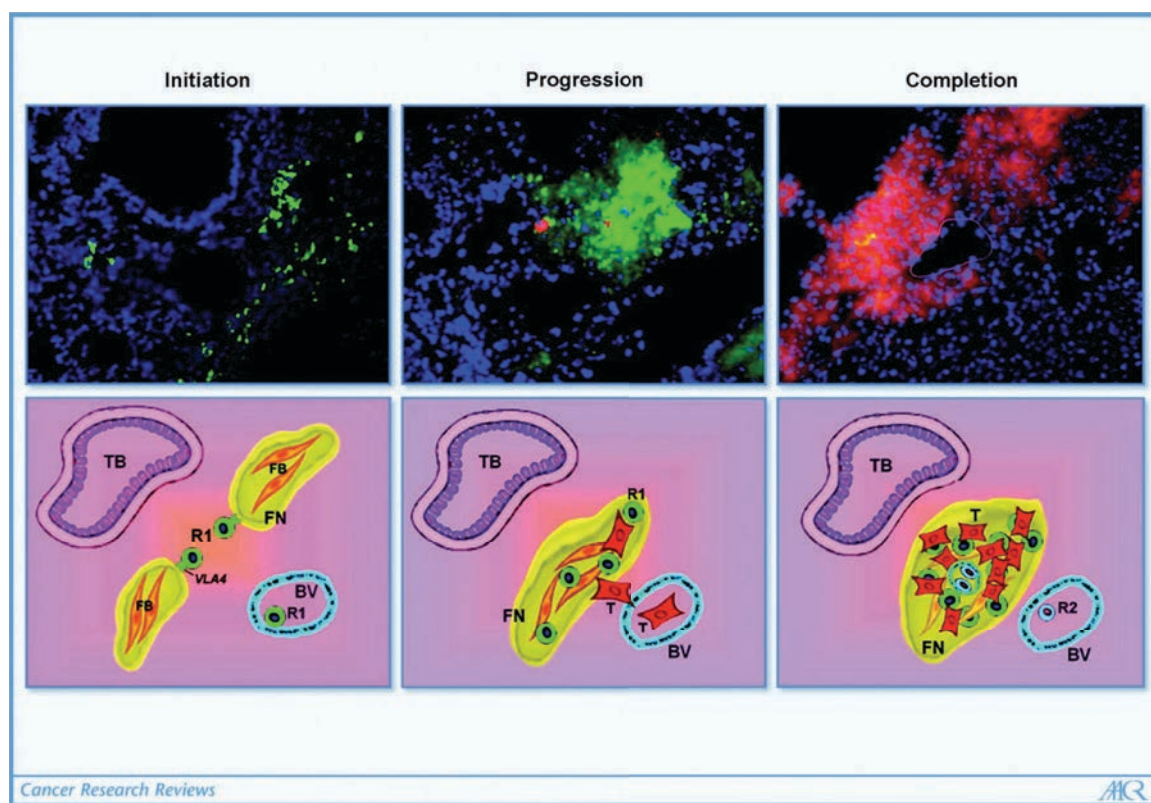 Initiation
Progression
Completion
TB
FB
FN
R1
VLA4
FB
BV
R1
TB
R1
FN
T
T
BV
TB
T
R2
FN
BV
Cancer Research Reviews
AACR